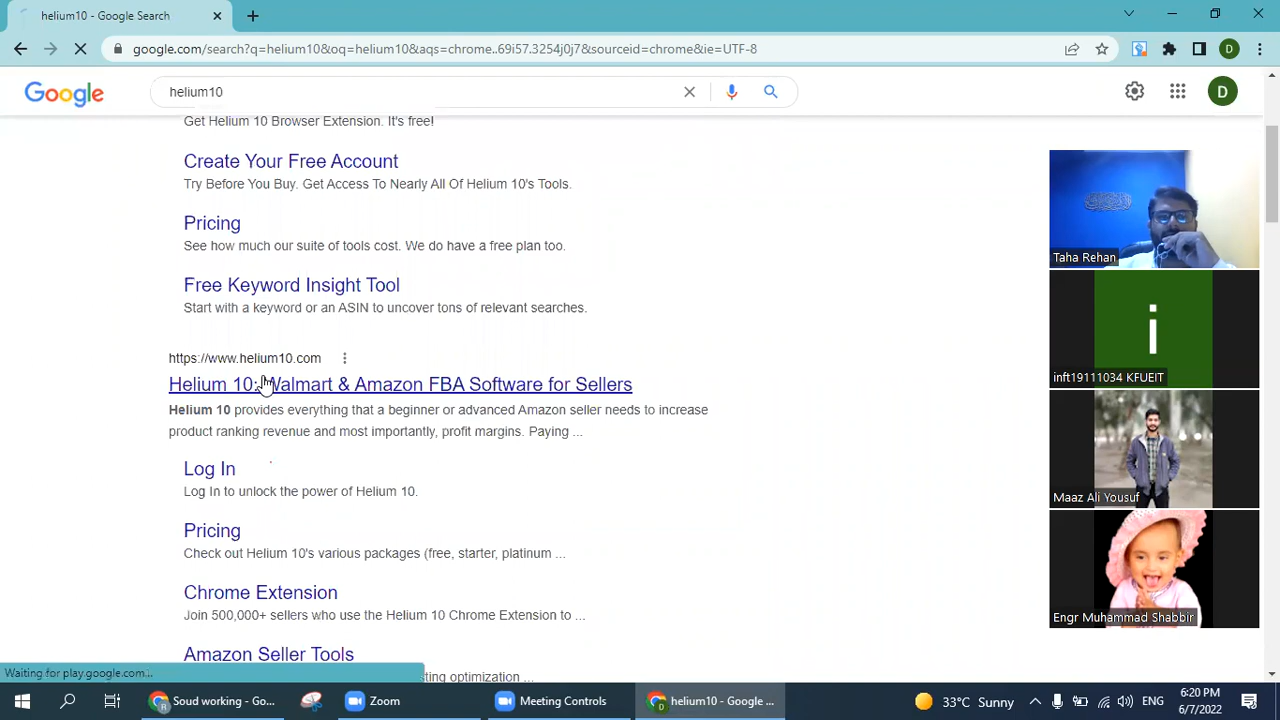 helium10 - Google Search
google.com/search?q=helium10&oq=helium10&aqs=chrome..69i57.3254j0j7&sourceid=chrome&ie=UTF-8
D
Google
helium10
D
Get Helium 10 Browser Extension. It's free!
Create Your Free Account
Try Before You Buy. Get Access To Nearly All Of Helium 10's Tools.
Pricing
See how much our suite of tools cost. We do have a free plan too.
Free Keyword Insight Tool
Start with a keyword or an ASIN to uncover tons of relevant searches.
https://www.helium10.com
Helium 10: Walmart & Amazon FBA Software for Sellers
Helium 10 provides everything that a beginner or advanced Amazon seller needs to increase
product ranking revenue and most importantly, profit margins. Paying ...
Log In
Log In to unlock the power of Helium 10.
Pricing
Check out Helium 10's various packages (free, starter, platinum ...
Chrome Extension
Join 500,000+ sellers who use the Helium 10 Chrome Extension to ...
Amazon Seller Tools
ting optimization ...
Waiting for play.google.com...
Taha Rehan
i
inft19111034 KFUEIT
Maaz Ali Yousuf
Engr Muhammad Shabbir
Soud working - Go...
Zoom
Meeting Controls
helium10 - Google ...
33°C Sunny
ENG
6:20 PM
6/7/2022